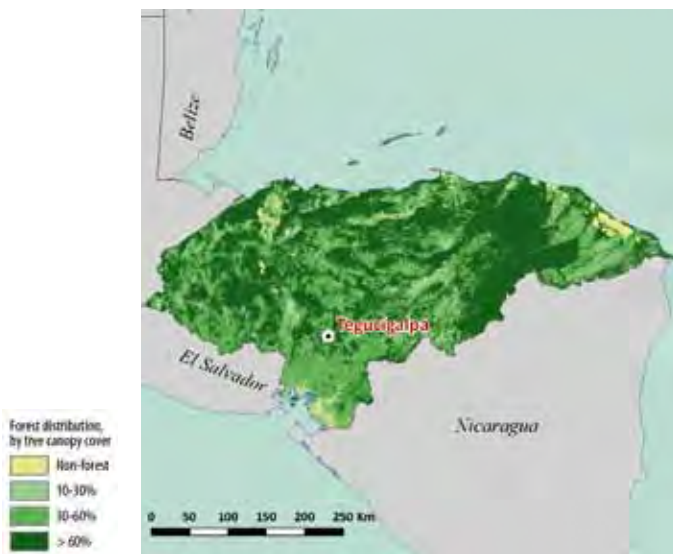 Belize
Tegucigalpa
El Salvador
Nicaragua
Forest distribution,
by tree canopy cover
Non-forest
10-30%
30-60%
> 60%
0 50 100 150 200 250 Km